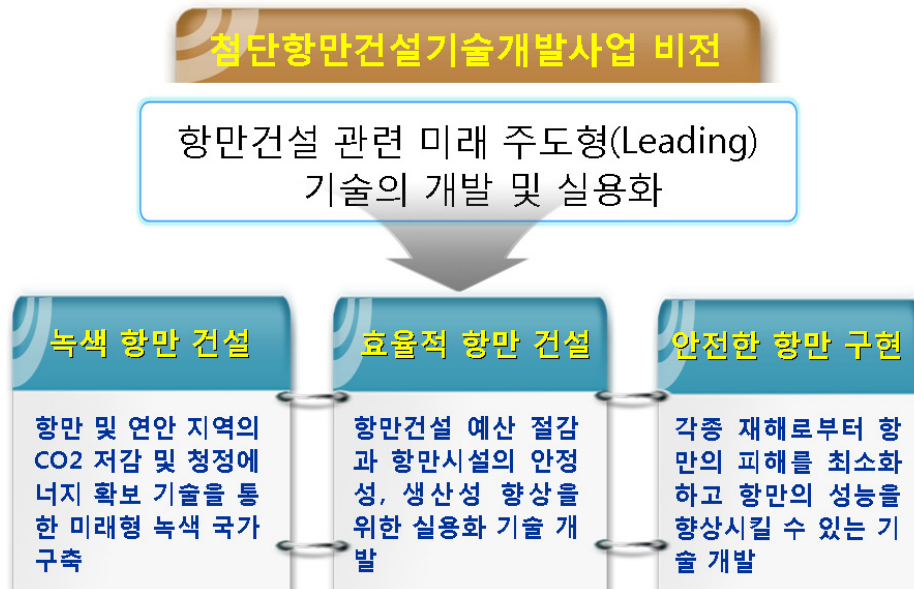 첨단항만건설기술개발사업 비전
항만건설 관련 미래 주도형(Leading)
기술의 개발 및 실용화
녹색 항만 건설
항만 및 연안 지역의
CO2 저감 및 청정에
너지 확보 기술을 통
한 미래형 녹색 국가
구축
효율적 항만 건설
항만건설 예산 절감
과 항만시설의 안정
성, 생산성 향상을
위한 실용화 기술 개
발
안전한 항만 구현
각종 재해로부터 항
만의 피해를 최소화
하고 항만의 성능을
향상시킬 수 있는 기
술 개발